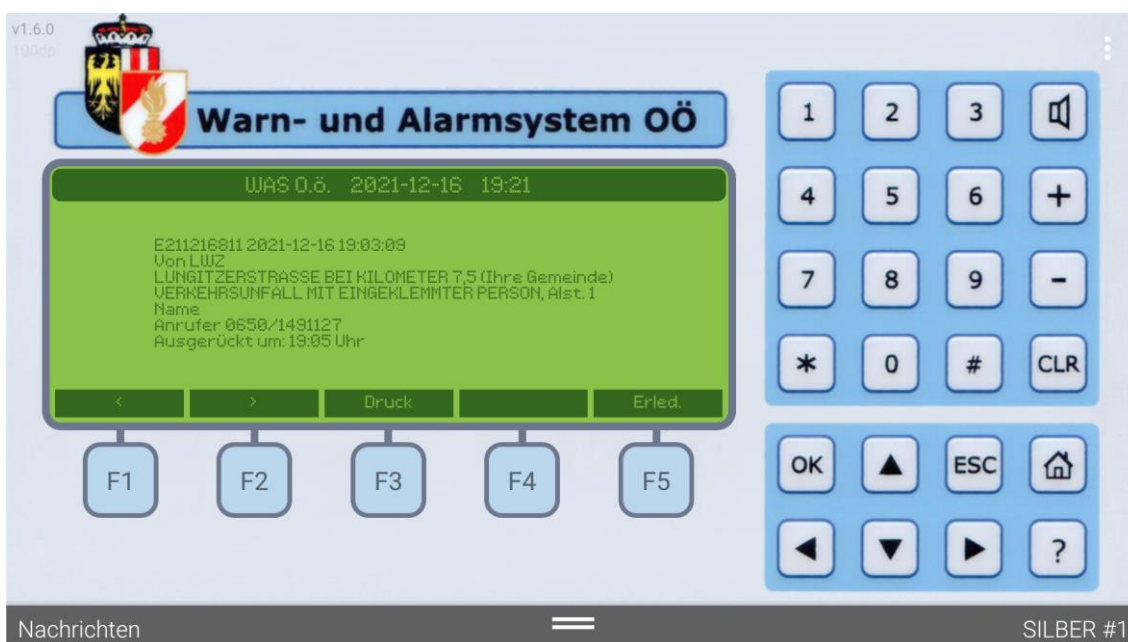 v1.6.0
100dp
Warn- und Alarmsystem OÖ
WAS O.ö. 2021-12-16 19:21
E211216811 2021-12-16 19:03:09
Von LWZ
LUNGITZERSTRASSE BEI KILOMETER 7,5 (Ihre Gemeinde)
VERKEHRSUNFALL MIT EINGEKLEMMTER PERSON, Alst. 1
Name
Anrufer 0650/1491127
Ausgerückt um: 19:05 Uhr
< > Druck Erled.
F1 F2 F3 F4 F5
1 2 3
4 5 6 +
7 8 9 -
* 0 # CLR
OK ESC
?
Nachrichten SILBER #1